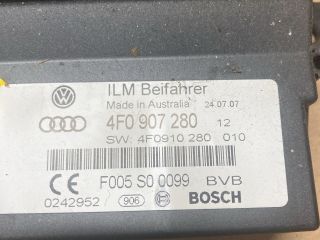 ILM Beifahrer
Made in Australia 24.07.07
4F0 907 280 12
SW: 4F0910 280 010
F005 S0 0099 BVB
0242952 906 BOSCH